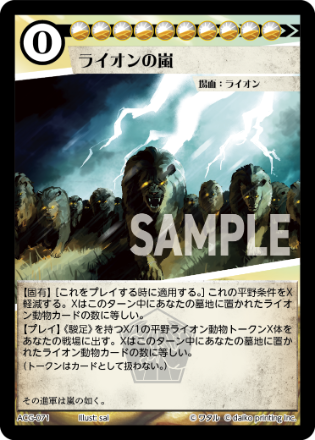 0
ライオンの嵐
場面：ライオン
SAMPLE
【固有】[これをプレイする時に適用する。]これの平野条件をX
軽減する。Xはこのターン中にあなたの墓地に置かれたライ
オン動物カードの数に等しい。
【プレイ】《駿足》を持つX/1の平野ライオン動物トークンX体を
あなたの戦場に出す。Xはこのターン中にあなたの墓地に置か
れたライオン動物カードの数に等しい。
(トークンはカードとして扱わない。)
その進軍は嵐の如く。
ACG-071 illust: sai © ワタル © daiko printing inc.